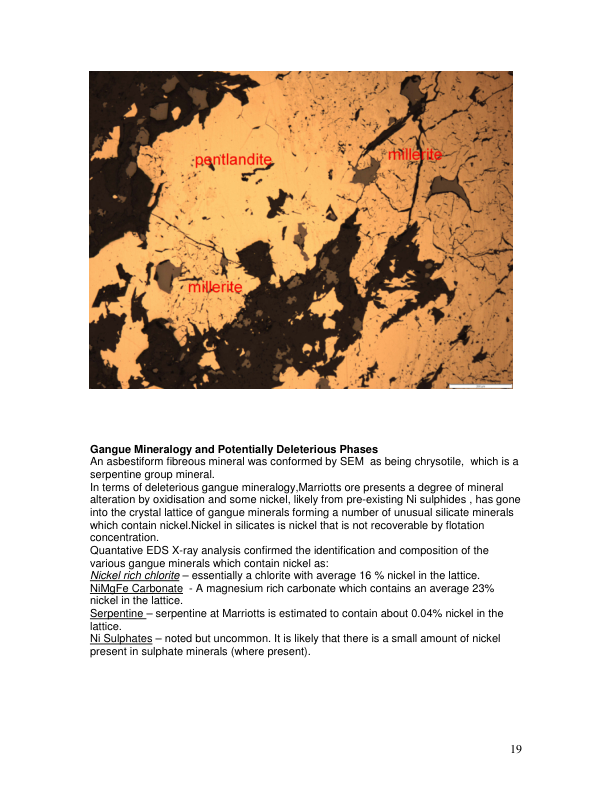 pentlandite
millerite
millerite
Gangue Mineralogy and Potentially Deleterious Phases
An asbestiform fibreous mineral was conformed by SEM  as being chrysotile,  which is a
serpentine group mineral.
In terms of deleterious gangue mineralogy,Marriotts ore presents a degree of mineral
alteration by oxidisation and some nickel, likely from pre-existing Ni sulphides , has gone
into the crystal lattice of gangue minerals forming a number of unusual silicate minerals
which contain nickel.Nickel in silicates is nickel that is not recoverable by flotation
concentration.
Quantative EDS X-ray analysis confirmed the identification and composition of the
various gangue minerals which contain nickel as:
Nickel rich chlorite – essentially a chlorite with average 16 % nickel in the lattice.
NiMgFe Carbonate  - A magnesium rich carbonate which contains an average 23%
nickel in the lattice.
Serpentine – serpentine at Marriotts is estimated to contain about 0.04% nickel in the
lattice.
Ni Sulphates – noted but uncommon. It is likely that there is a small amount of nickel
present in sulphate minerals (where present).
19